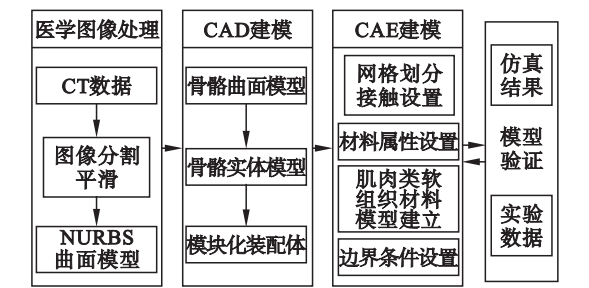 医学图像处理
CT数据
图像分割
平滑
NURBS
曲面模型
CAD建模
骨骼曲面模型
骨骼实体模型
模块化装配体
CAE建模
网格划分
接触设置
材料属性设置
肌肉类软
组织材料
模型建立
边界条件设置
仿真
结果
模型
验证
实验
数据